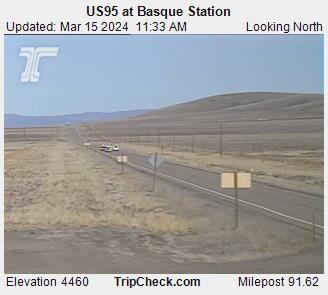 US95 at Basque Station
Updated: Mar 15 2024 11:33 AM Looking North
Elevation 4460 TripCheck.com Milepost 91.62